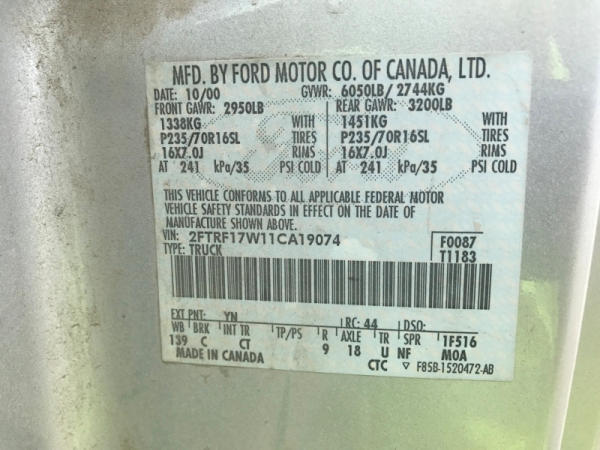 MFD. BY FORD MOTOR CO. OF CANADA, LTD.
DATE: 10/00 GVWR: 6050LB/ 2744KG
FRONT GAWR: 2950LB REAR GAWR: 3200LB
1338KG WITH 1451KG WITH
P235/70R16SL TIRES P235/70R16SL TIRES
16X7.0J RIMS 16X7.0J RIMS
AT 241 kPa/35 PSI COLD AT 241 kPa/35 PSI COLD
THIS VEHICLE CONFORMS TO ALL APPLICABLE FEDERAL MOTOR
VEHICLE SAFETY STANDARDS IN EFFECT ON THE DATE OF
MANUFACTURE SHOWN ABOVE.
VIN: 2FTRF17W11CA19074 F0087
TYPE: TRUCK T1183
EXT PNT: YN RC: 44 DSO:
WB BRK INT TR TP/PS R AXLE TR SPR 1F516
139 C CT 9 18 U NF MOA
MADE IN CANADA CTC ▽ F85B-1520472-AB